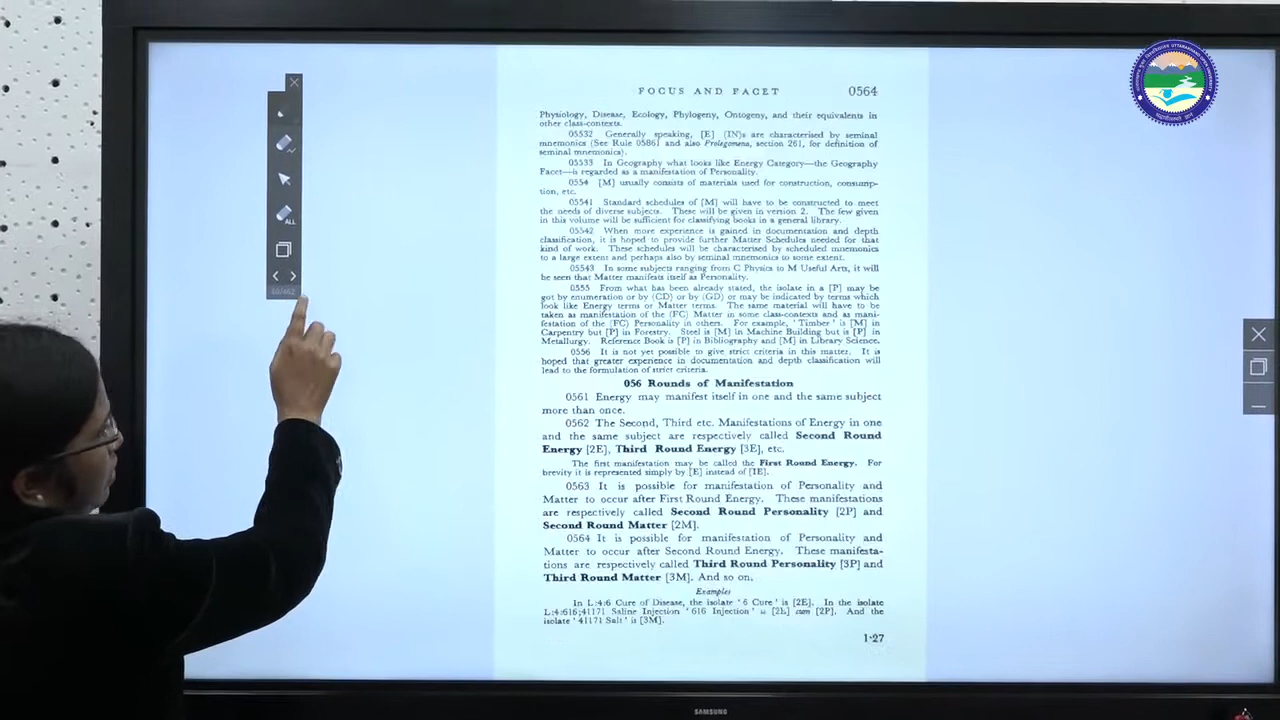 FOCUS AND FACET 0564
Physiology, Disease, Ecology, Phylogeny, Ontogeny, and their equivalents in
other class-contexts.
05532 Generally speaking, [E] (IN)s are characterised by seminal
mnemonics (See Rule 05861 and also Prolegomena, section 261, for definition of
seminal mnemonics).
05533 In Geography what looks like Energy Category—the Geography
Facet—is regarded as a manifestation of Personality.
0554 [M] usually consists of materials used for construction, consump-
tion, etc.
05541 Standard schedules of [M] will have to be constructed to meet
the needs of diverse subjects. These will be given in version 2. The few given
in this volume will be sufficient for classifying books in a general library.
05542 When more experience is gained in documentation and depth
classification, it is hoped to provide further Matter Schedules needed for that
kind of work. These schedules will be characterised by scheduled mnemonics
to a large extent and perhaps also by seminal mnemonics to some extent.
05543 In some subjects ranging from C Physics to M Useful Arts, it will
be seen that Matter manifests itself as Personality.
0555 From what has been already stated, the isolate in a [P] may be
got by enumeration or by (CD) or by (GD) or may be indicated by terms which
look like Energy terms or Matter terms. The same material will have to be
taken as manifestation of the (FC) Matter in some class-contexts and as mani-
festation of the (FC) Personality in others. For example, 'Timber' is [M] in
Carpentry but [P] in Forestry. Steel is [M] in Machine Building but is [P] in
Metallurgy. Reference Book is [P] in Bibliography and [M] in Library Science.
0556 It is not yet possible to give strict criteria in this matter. It is
hoped that greater experience in documentation and depth classification will
lead to the formulation of strict criteria.
056 Rounds of Manifestation
0561 Energy may manifest itself in one and the same subject
more than once.
0562 The Second, Third etc. Manifestations of Energy in one
and the same subject are respectively called Second Round
Energy [2E], Third Round Energy [3E], etc.
The first manifestation may be called the First Round Energy. For
brevity it is represented simply by [E] instead of [1E].
0563 It is possible for manifestation of Personality and
Matter to occur after First Round Energy. These manifestations
are respectively called Second Round Personality [2P] and
Second Round Matter [2M].
0564 It is possible for manifestation of Personality and
Matter to occur after Second Round Energy. These manifesta-
tions are respectively called Third Round Personality [3P] and
Third Round Matter [3M]. And so on.
Examples
In L:4:6 Cure of Disease, the isolate '6 Cure' is [2E]. In the isolate
L:4:616;41171 Saline Injection '616 Injection' is [2E] cum [2P]. And the
isolate '41171 Salt' is [3M].
1·27
ALL
SAMSUNG